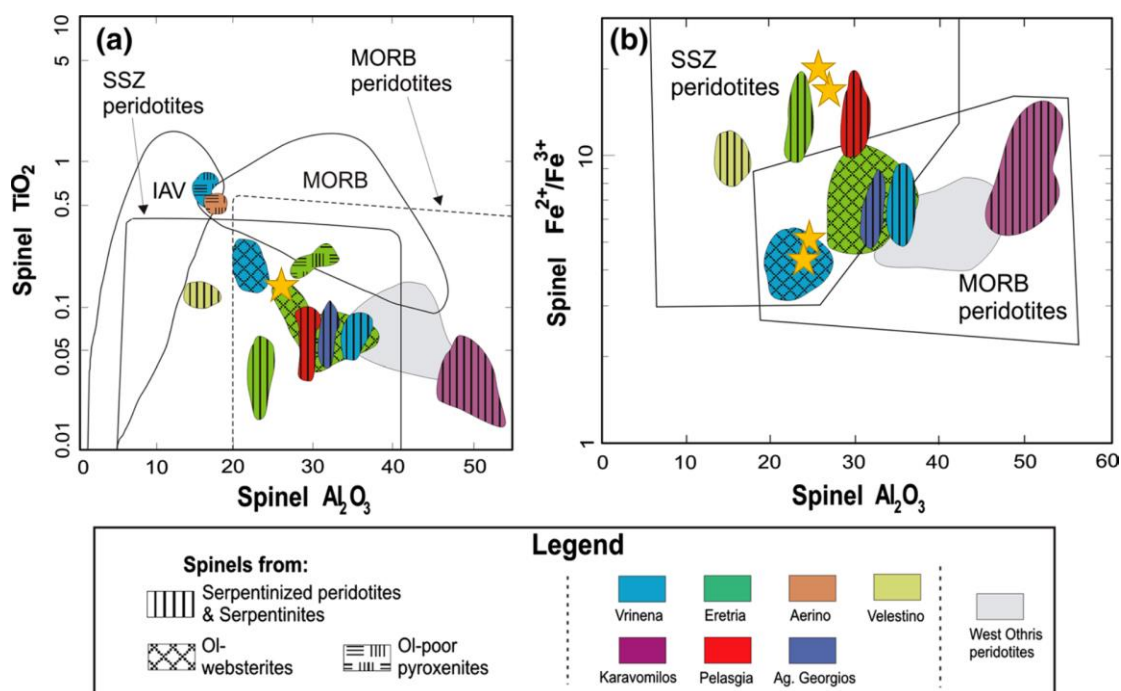 (a)
10
5
1
0.5
0.1
0.05
0.01
Spinel TiO2
SSZ
peridotites
MORB
peridotites
IAV
MORB
0
10
20
30
40
50
Spinel Al2O3
(b)
10
1
Spinel Fe2+/Fe3+
SSZ
peridotites
MORB
peridotites
0
10
20
30
40
50
60
Spinel Al2O3
Legend
Spinels from:
Serpentinized peridotites
& Serpentinites
Ol-
websterites
Ol-poor
pyroxenites
Vrinena
Eretria
Aerino
Velestino
Karavomilos
Pelasgia
Ag. Georgios
West Othris
peridotites